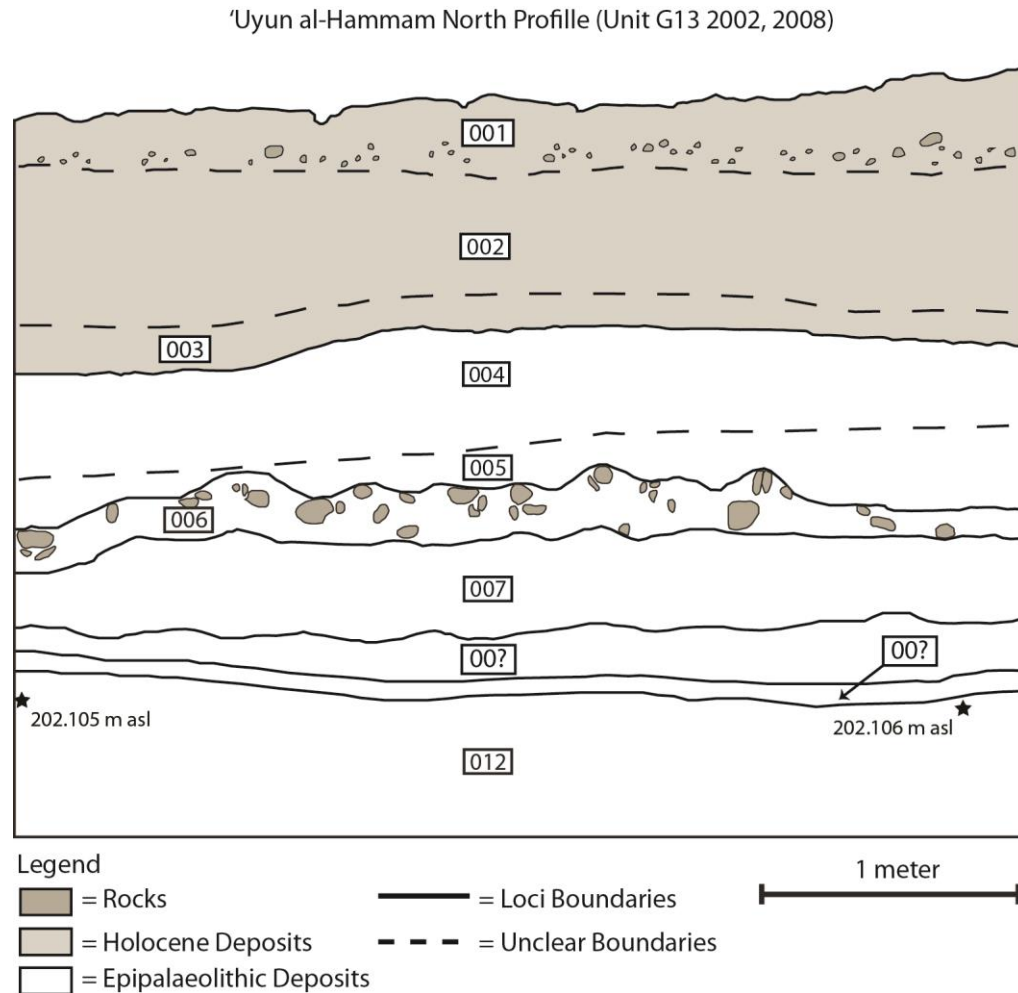 ‘Uyun al-Hammam North Profille (Unit G13 2002, 2008)
001
002
003
004
005
006
007
00?
00?
202.105 m asl
202.106 m asl
012
Legend
1 meter
= Rocks
= Loci Boundaries
= Holocene Deposits
= Unclear Boundaries
= Epipalaeolithic Deposits